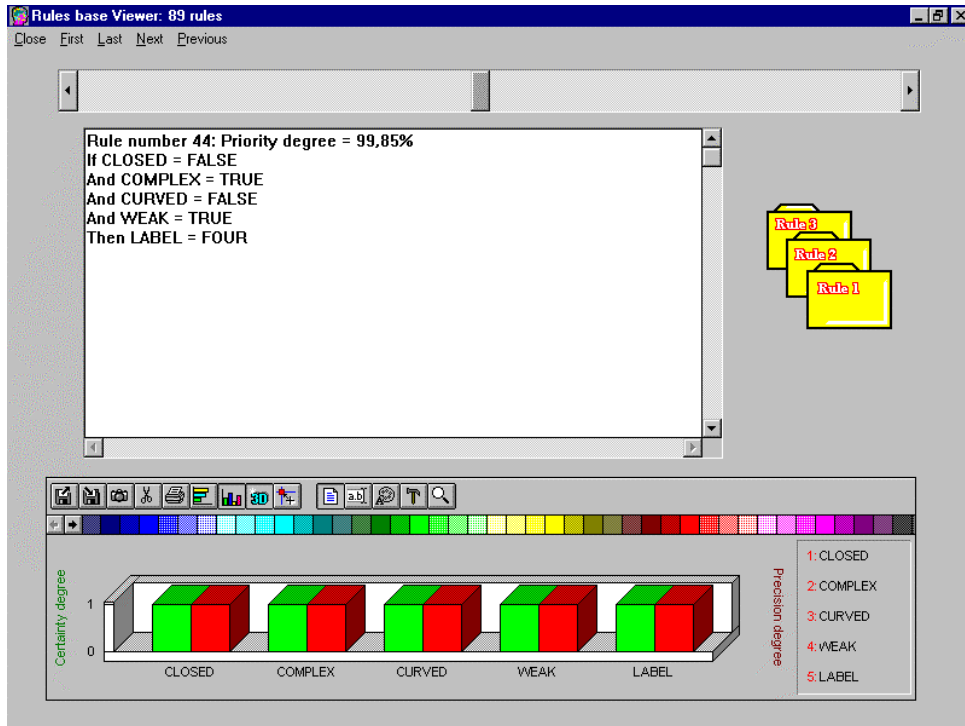 Rules base Viewer: 89 rules
Close First Last Next Previous
Rule number 44: Priority degree = 99,85%
If CLOSED = FALSE
And COMPLEX = TRUE
And CURVED = FALSE
And WEAK = TRUE
Then LABEL = FOUR
Rule 3
Rule 2
Rule 1
3D
a.b
Certainty degree
1
0
CLOSED COMPLEX CURVED WEAK LABEL
Precision degree
1: CLOSED
2: COMPLEX
3: CURVED
4: WEAK
5: LABEL